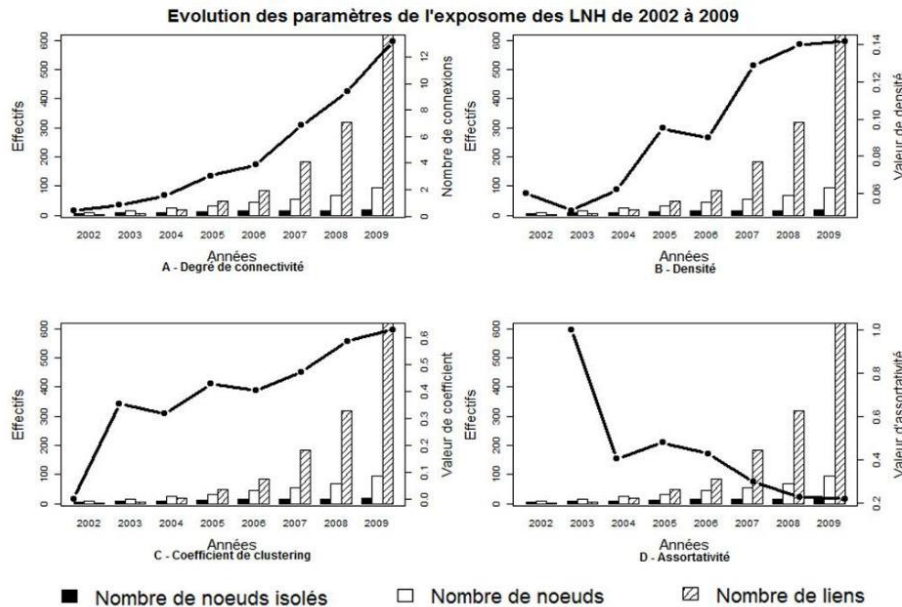 Evolution des paramètres de l'exposome des LNH de 2002 à 2009
600
500
400
300
200
100
0
Effectifs
12
10
8
6
4
2
0
Nombre de connexions
2002 2003 2004 2005 2006 2007 2008 2009
Années
A - Degré de connectivité
600
500
400
300
200
100
0
Effectifs
0.14
0.12
0.10
0.08
0.06
Valeur de densité
2002 2003 2004 2005 2006 2007 2008 2009
Années
B - Densité
600
500
400
300
200
100
0
Effectifs
0.6
0.5
0.4
0.3
0.2
0.1
0.0
Valeur de coefficient
2002 2003 2004 2005 2006 2007 2008 2009
Années
C - Coefficient de clustering
600
500
400
300
200
100
0
Effectifs
1.0
0.8
0.6
0.4
0.2
Valeur d'assortativité
2002 2003 2004 2005 2006 2007 2008 2009
Années
D - Assortativité
Nombre de noeuds isolés Nombre de noeuds Nombre de liens